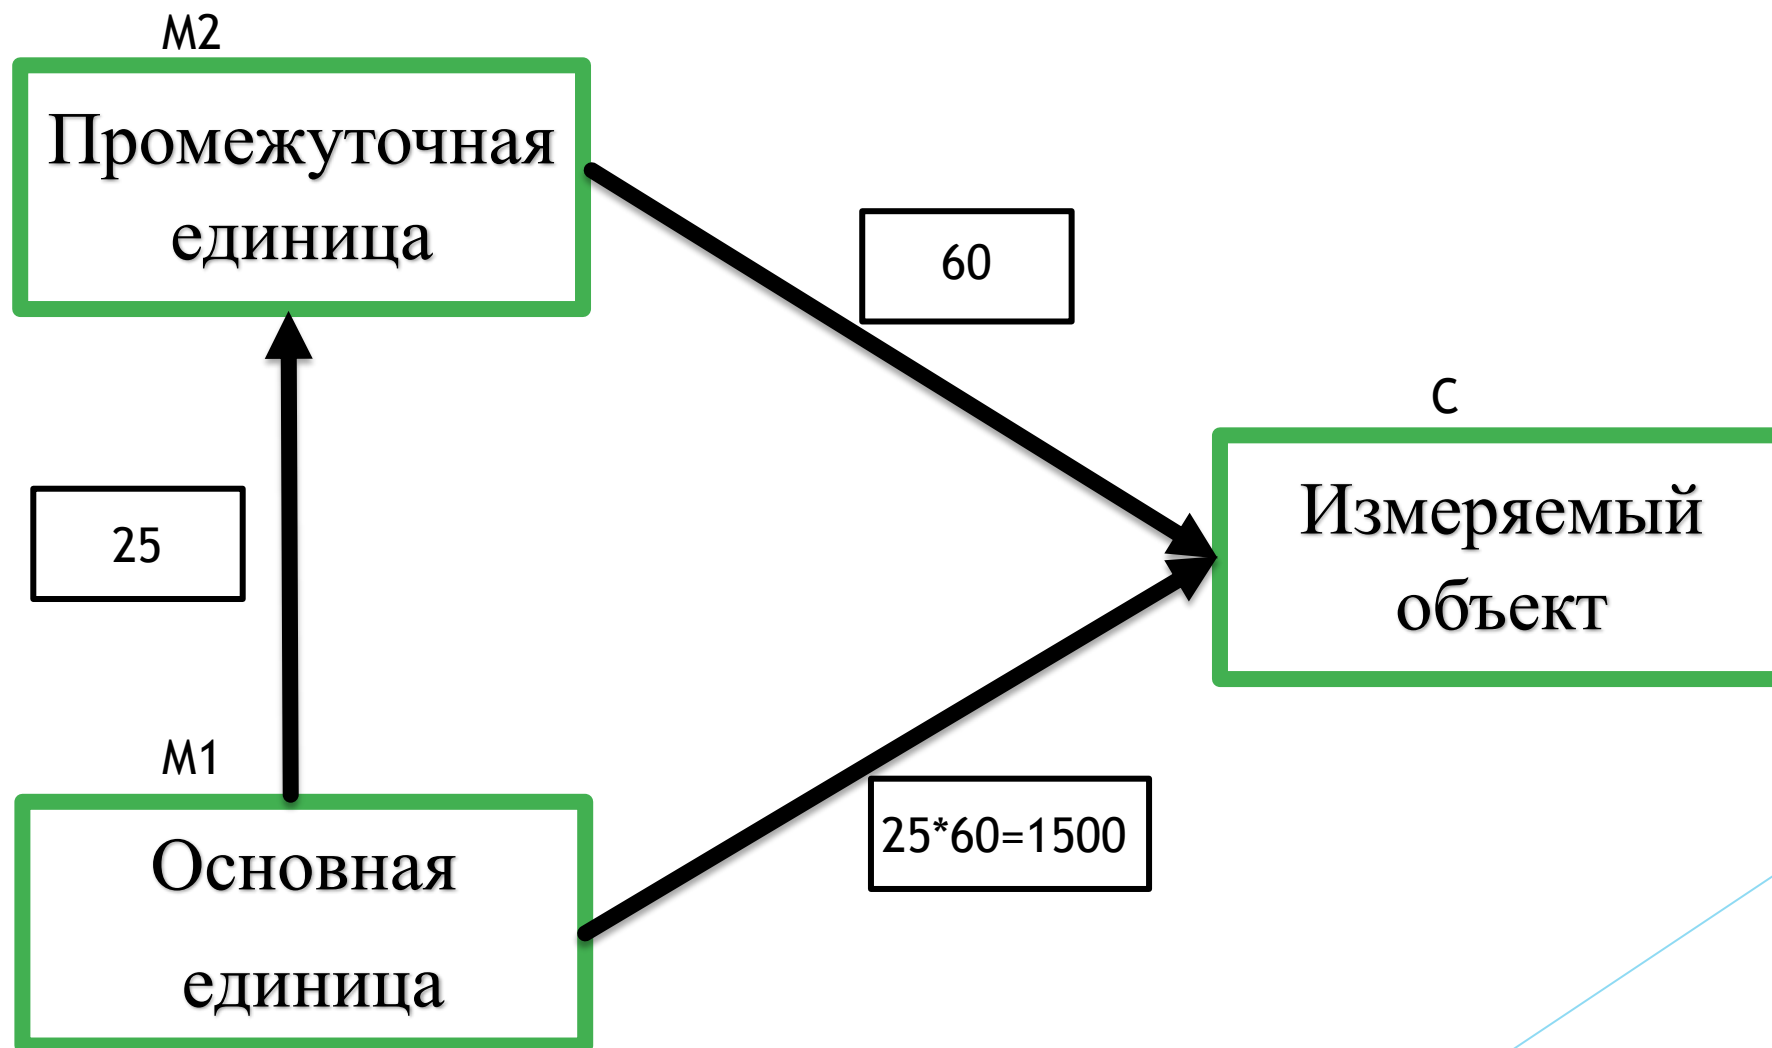 М2
Промежуточная
единица
60
С
Измеряемый
объект
25
М1
Основная
единица
25*60=1500